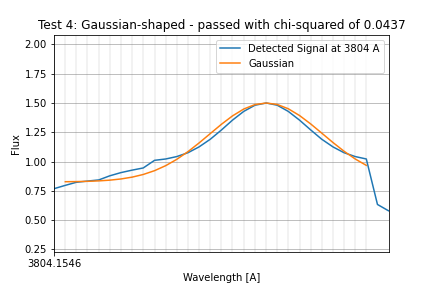 Test 4: Gaussian-shaped - passed with chi-squared of 0.0437
Detected Signal at 3804 A
Gaussian
Flux
2.00
1.75
1.50
1.25
1.00
0.75
0.50
0.25
3804.1546
Wavelength [A]